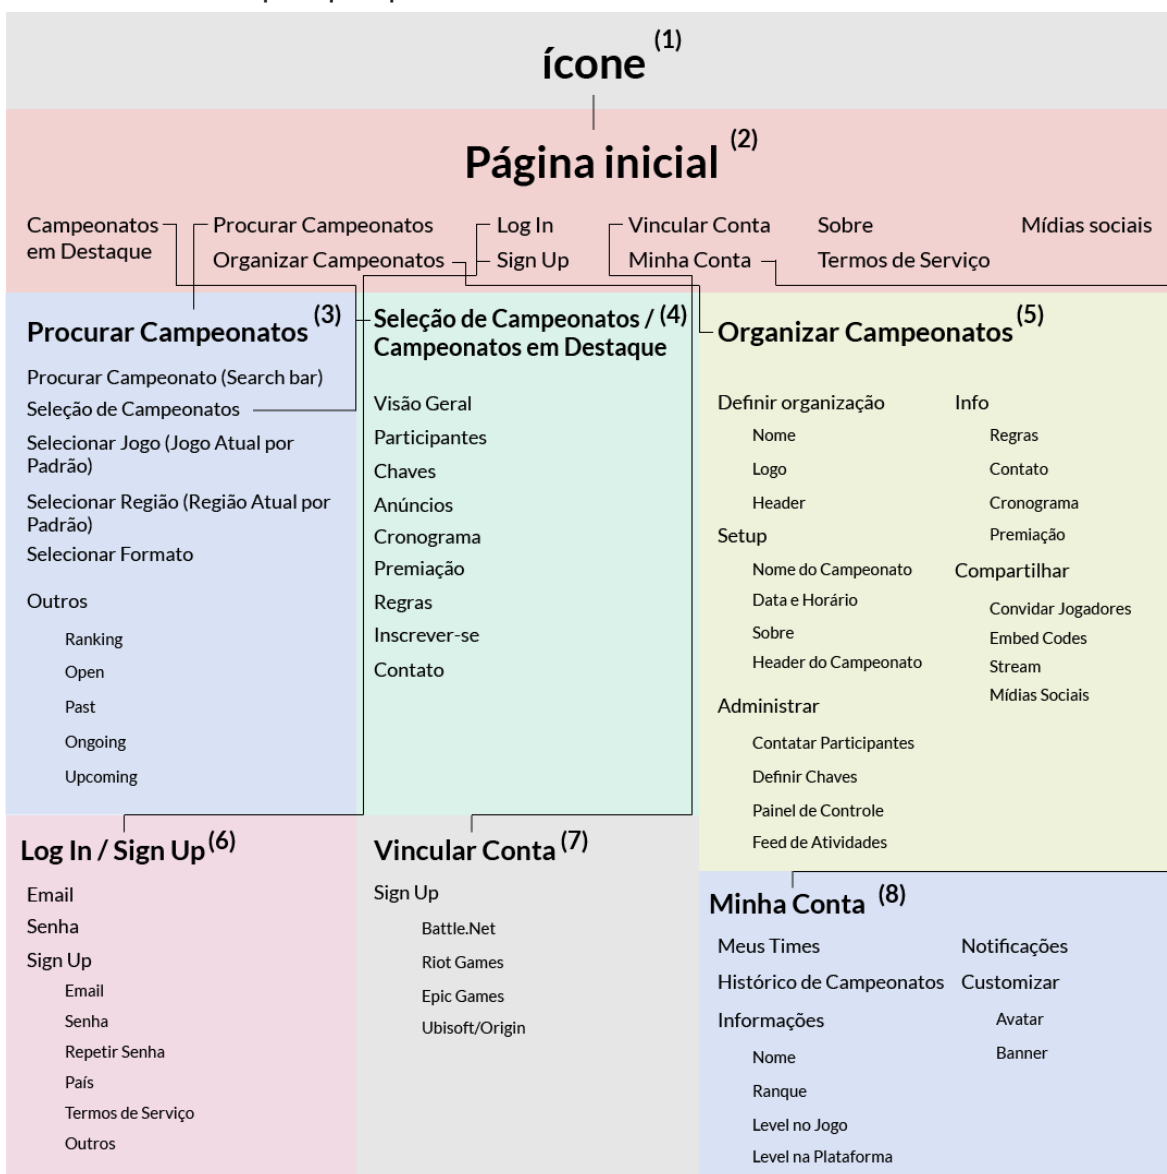 ícone (1)
Página inicial (2)
Campeonatos
em Destaque
Procurar Campeonatos
Organizar Campeonatos
Log In
Sign Up
Vincular Conta
Minha Conta
Sobre
Termos de Serviço
Mídias sociais
Procurar Campeonatos (3)
Procurar Campeonato (Search bar)
Seleção de Campeonatos
Selecionar Jogo (Jogo Atual por
Padrão)
Selecionar Região (Região Atual por
Padrão)
Selecionar Formato
Outros
Ranking
Open
Past
Ongoing
Upcoming
Seleção de Campeonatos / (4)
Campeonatos em Destaque
Visão Geral
Participantes
Chaves
Anúncios
Cronograma
Premiação
Regras
Inscrever-se
Contato
Organizar Campeonatos (5)
Definir organização
Nome
Logo
Header
Setup
Nome do Campeonato
Data e Horário
Sobre
Header do Campeonato
Administrar
Contatar Participantes
Definir Chaves
Painel de Controle
Feed de Atividades
Info
Regras
Contato
Cronograma
Premiação
Compartilhar
Convidar Jogadores
Embed Codes
Stream
Mídias Sociais
Log In / Sign Up (6)
Email
Senha
Sign Up
Email
Senha
Repetir Senha
País
Termos de Serviço
Outros
Vincular Conta (7)
Sign Up
Battle.Net
Riot Games
Epic Games
Ubisoft/Origin
Minha Conta (8)
Meus Times
Histórico de Campeonatos
Informações
Nome
Ranque
Level no Jogo
Level na Plataforma
Notificações
Customizar
Avatar
Banner